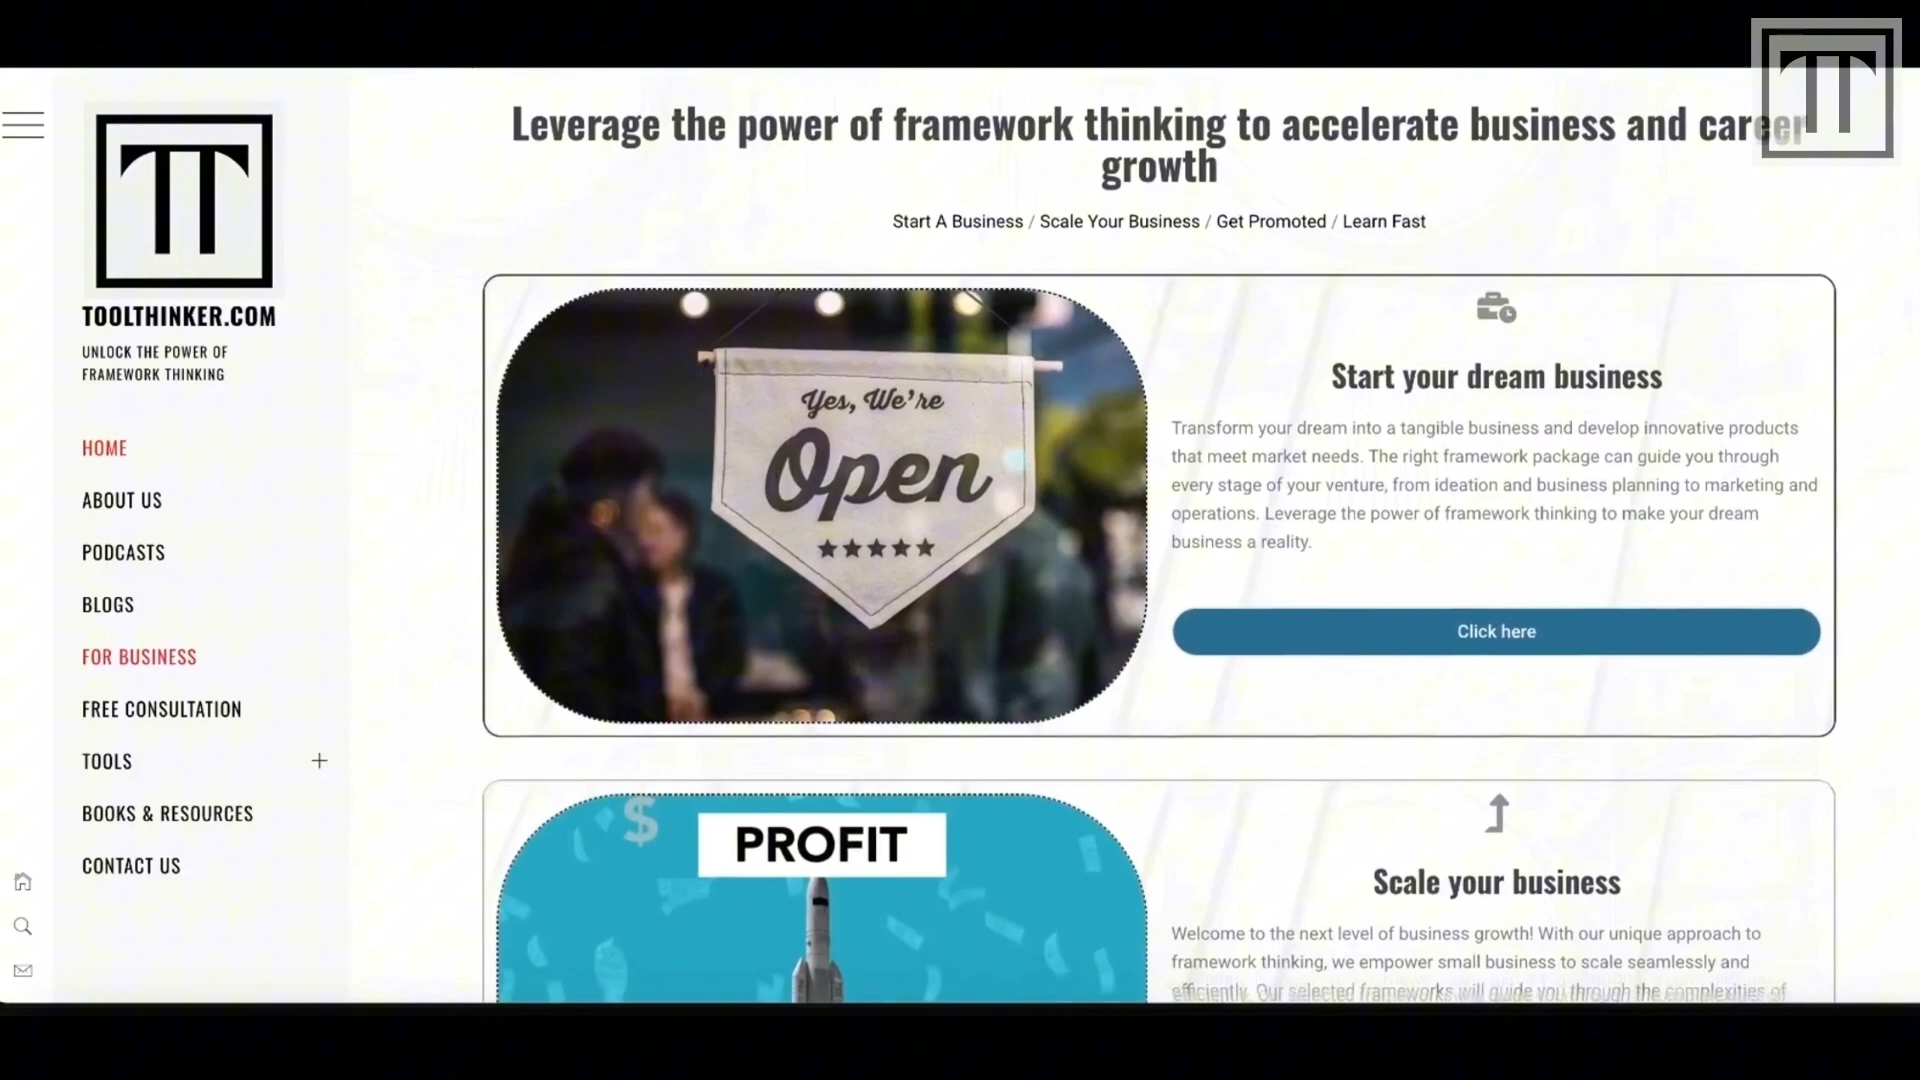 TOOLTHINKER.COM
UNLOCK THE POWER OF
FRAMEWORK THINKING
HOME
ABOUT US
PODCASTS
BLOGS
FOR BUSINESS
FREE CONSULTATION
TOOLS +
BOOKS & RESOURCES
CONTACT US
Leverage the power of framework thinking to accelerate business and career
growth
Start A Business / Scale Your Business / Get Promoted / Learn Fast
Yes, We're
Open
Start your dream business
Transform your dream into a tangible business and develop innovative products
that meet market needs. The right framework package can guide you through
every stage of your venture, from ideation and business planning to marketing and
operations. Leverage the power of framework thinking to make your dream
business a reality.
Click here
$
PROFIT
Scale your business
Welcome to the next level of business growth! With our unique approach to
framework thinking, we empower small business to scale seamlessly and
efficiently. Our selected frameworks will guide you through the complexities of